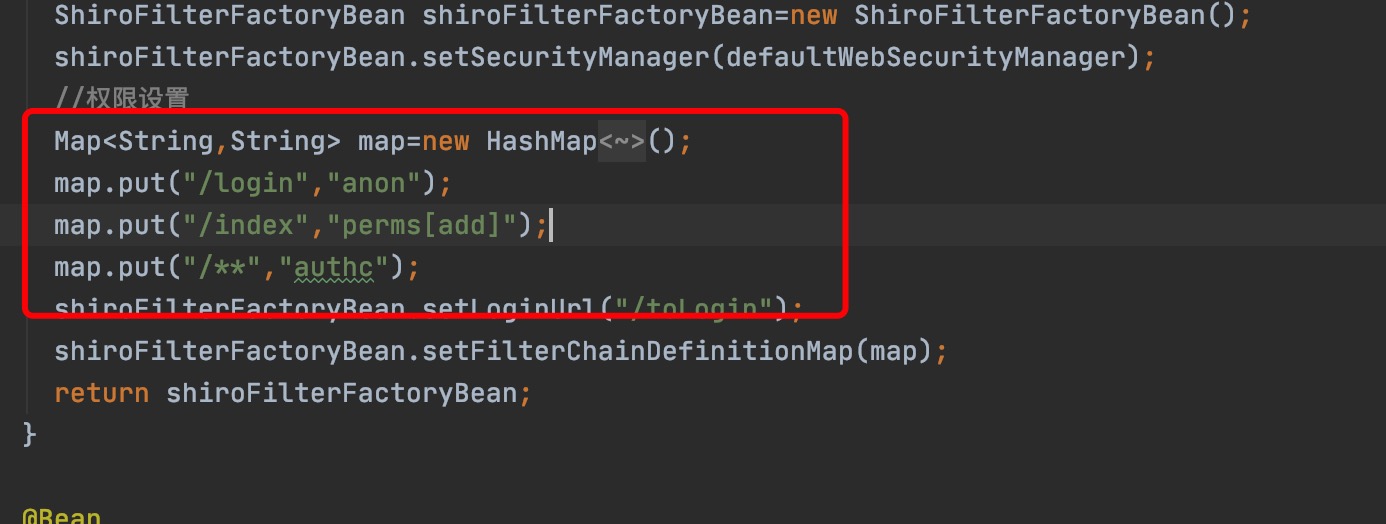 ShiroFilterFactoryBean shiroFilterFactoryBean=new ShiroFilterFactoryBean();
shiroFilterFactoryBean.setSecurityManager(defaultWebSecurityManager);
//权限设置
Map<String,String> map=new HashMap<~>();
map.put("/login","anon");
map.put("/index","perms[add]");
map.put("/**","authc");
shiroFilterFactoryBean.setLoginUrl("/toLogin");
shiroFilterFactoryBean.setFilterChainDefinitionMap(map);
return shiroFilterFactoryBean;
}
@Bean